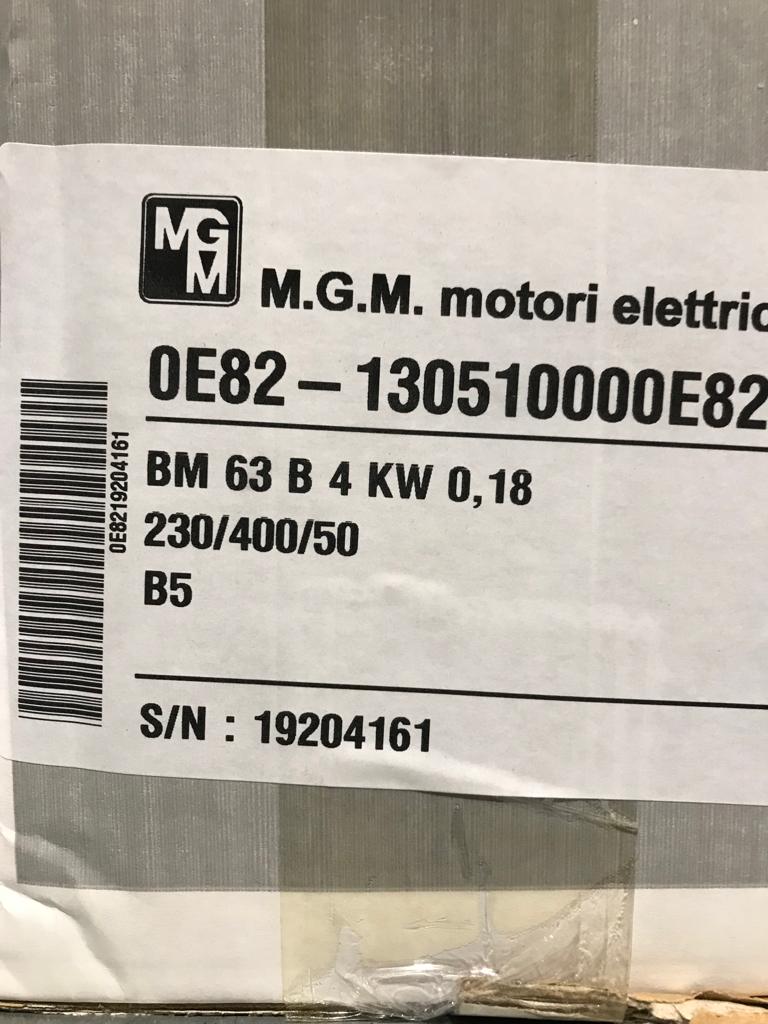 MGM
M.G.M. motori elettric
0E82 – 130510000E82
0E8219204161
BM 63 B 4 KW 0,18
230/400/50
B5
S/N : 19204161